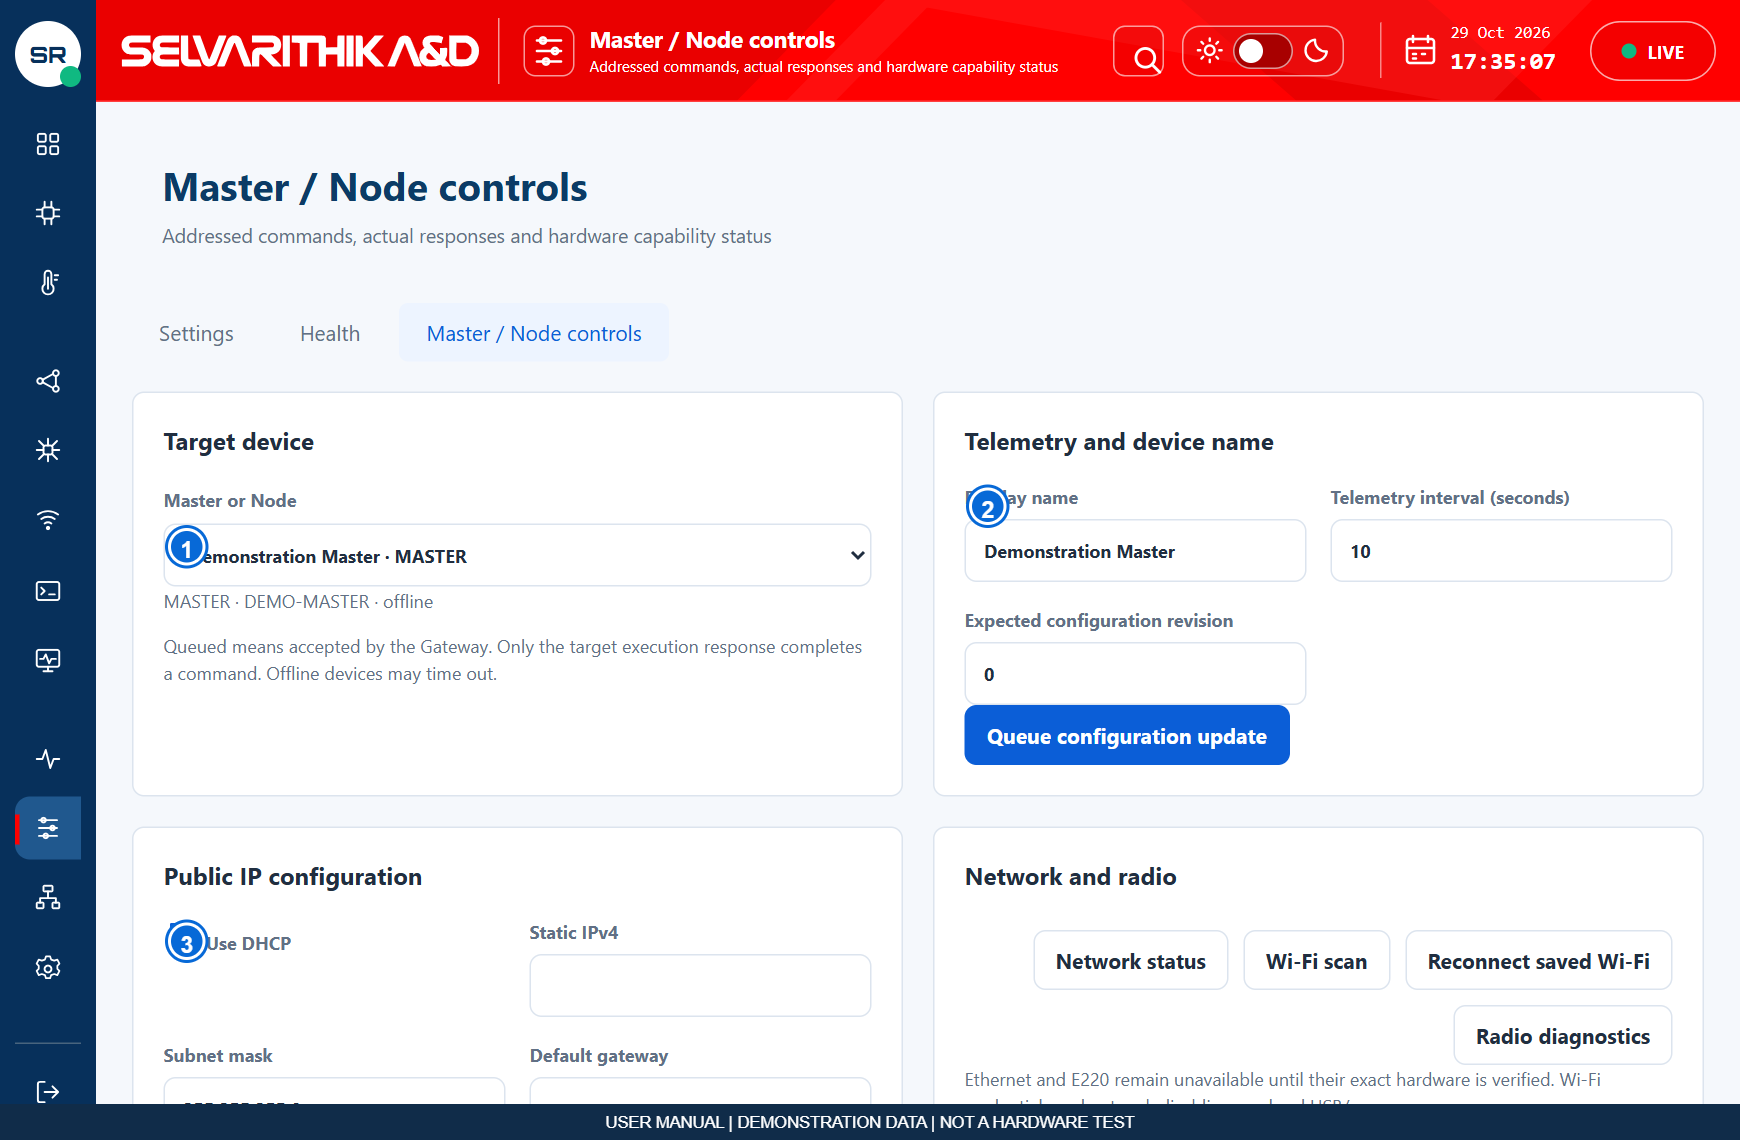 SR
SELVARITHIK A&D
Master / Node controls
Addressed commands, actual responses and hardware capability status
29 Oct 2026
17:35:07
LIVE
Master / Node controls
Addressed commands, actual responses and hardware capability status
Settings
Health
Master / Node controls
Target device
Master or Node
1
emonstration Master · MASTER
MASTER · DEMO-MASTER · offline
Queued means accepted by the Gateway. Only the target execution response completes
a command. Offline devices may time out.
Telemetry and device name
2
ay name
Demonstration Master
Telemetry interval (seconds)
10
Expected configuration revision
0
Queue configuration update
Public IP configuration
3
Use DHCP
Static IPv4
Subnet mask
Default gateway
Network and radio
Network status
Wi-Fi scan
Reconnect saved Wi-Fi
Radio diagnostics
Ethernet and E220 remain unavailable until their exact hardware is verified. Wi-Fi
USER MANUAL | DEMONSTRATION DATA | NOT A HARDWARE TEST